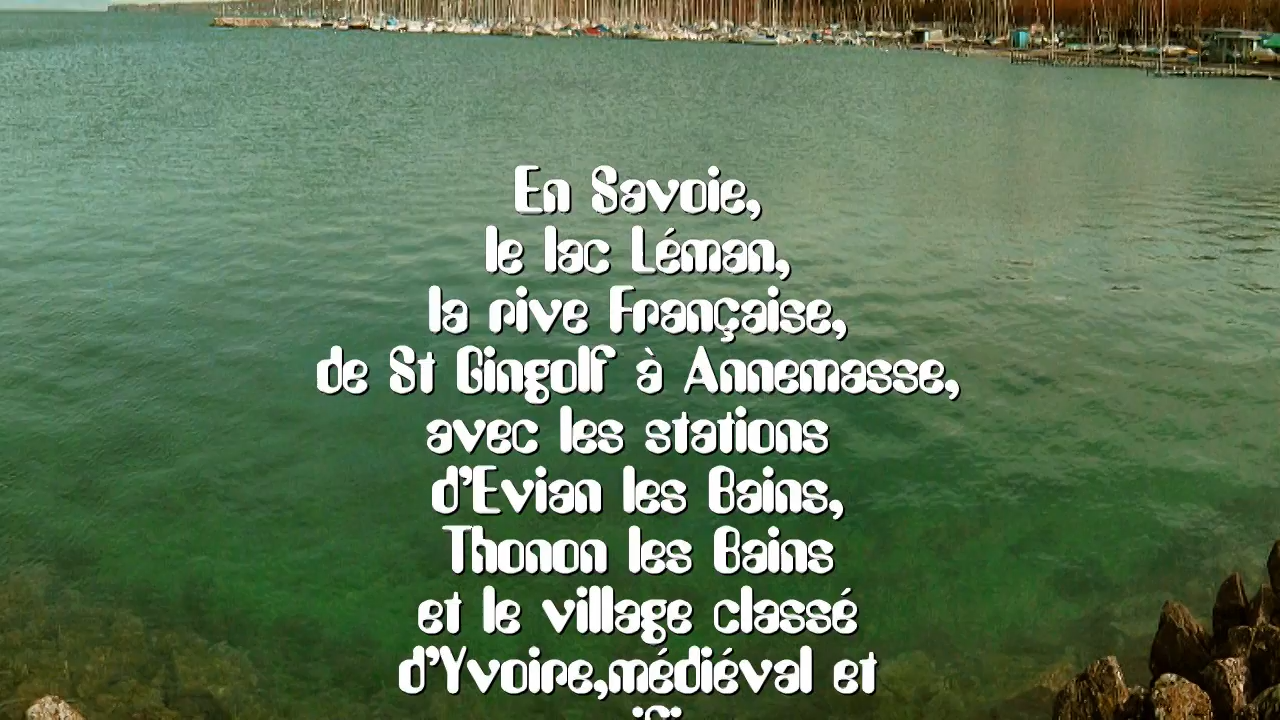 En Savoie,
le lac Léman,
la rive Française,
de St Gingolf à Annemasse,
avec les stations
d'Evian les Bains,
Thonon les Bains
et le village classé
d'Yvoire,médiéval et